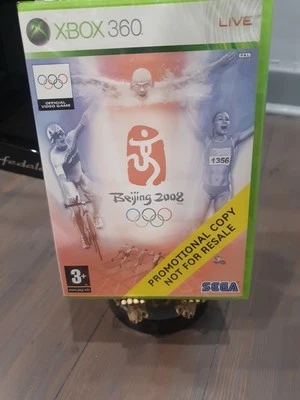 XBOX 360
LIVE
OFFICIAL
VIDEO GAME
1356
Beijing 2008
PROMOTIONAL COPY
NOT FOR RESALE
3+
SEGA